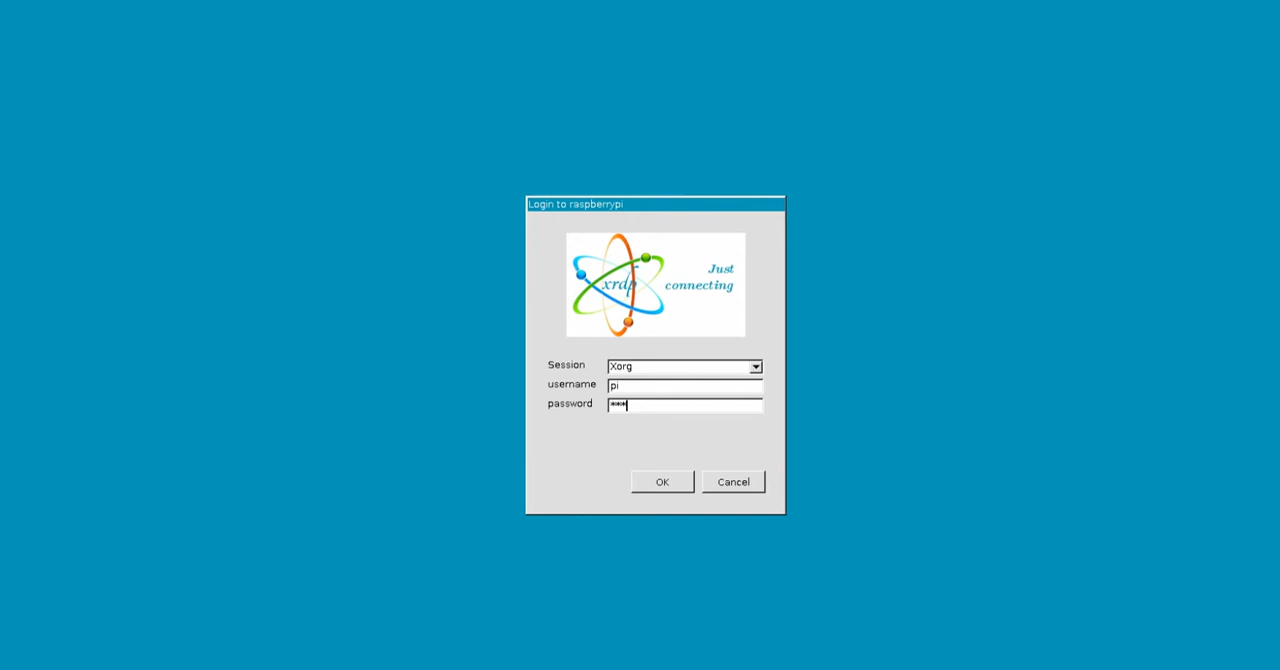 Login to raspberrypi
xrdp
Just
connecting
Session
Xorg
username
pi
password
***
OK
Cancel